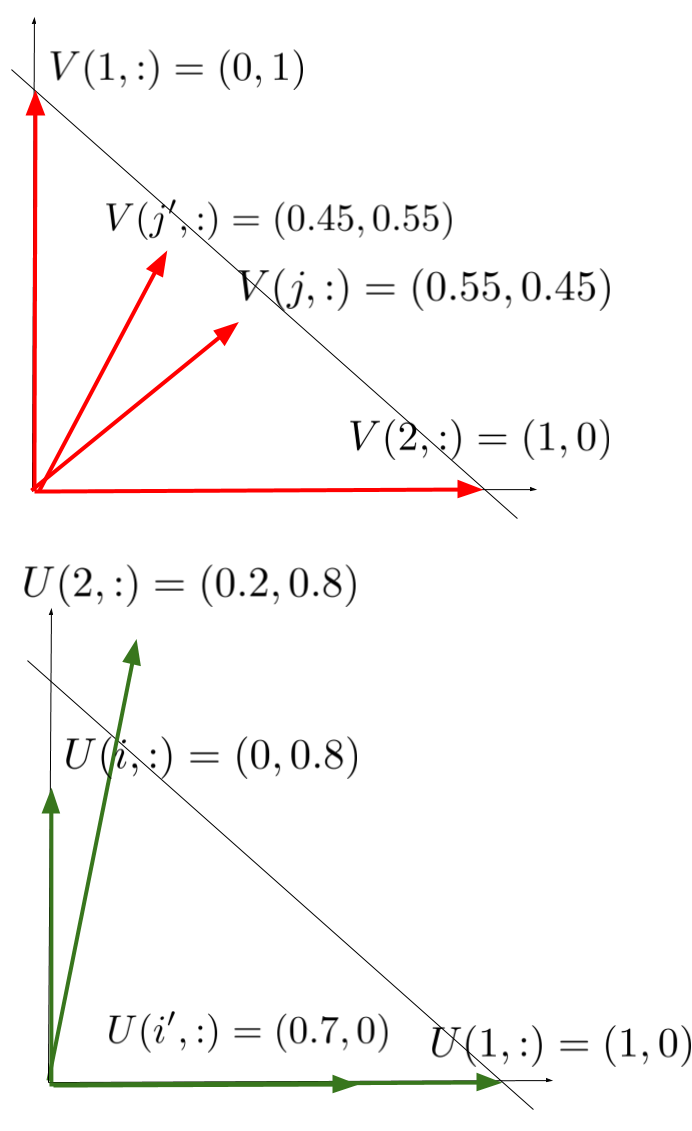 V(1,:) = (0,1)
V(j′,:) = (0.45,0.55)
V(j,:) = (0.55,0.45)
V(2,:) = (1,0)
U(2,:) = (0.2,0.8)
U(i,:) = (0,0.8)
U(i′,:) = (0.7,0)
U(1,:) = (1,0)